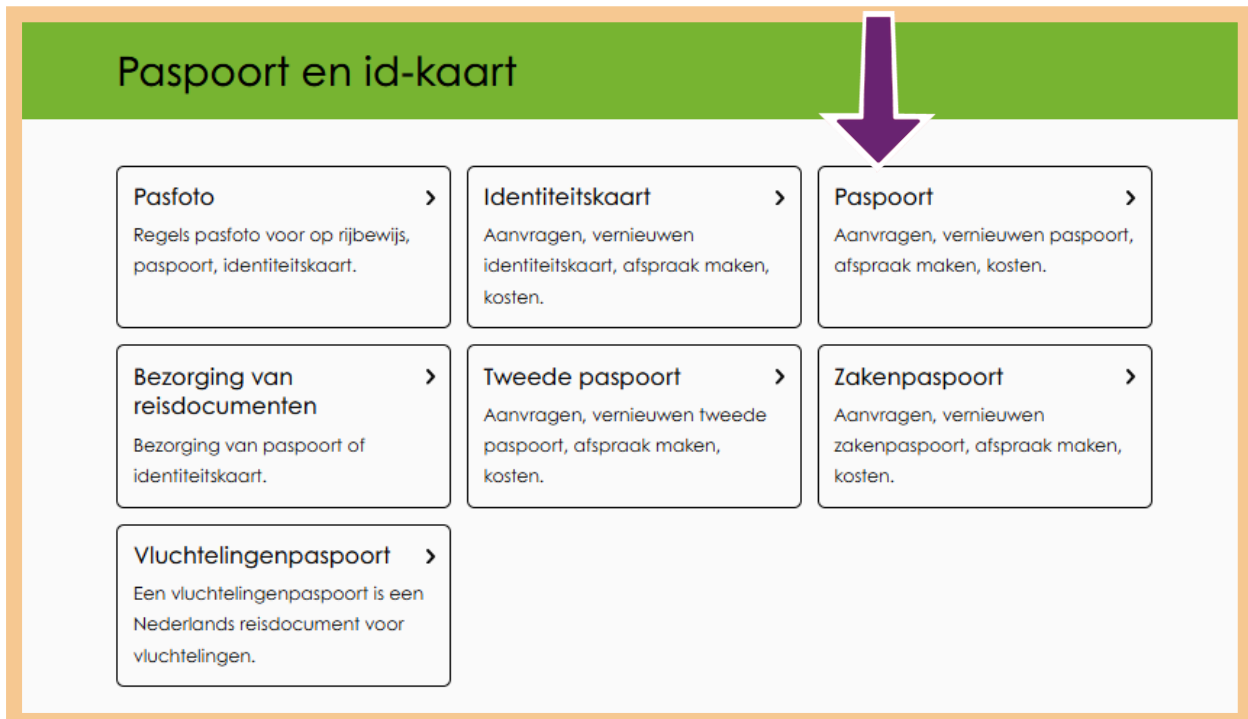 Paspoort en id-kaart
Pasfoto
Regels pasfoto voor op rijbewijs,
paspoort, identiteitskaart.
Identiteitskaart
Aanvragen, vernieuwen
identiteitskaart, afspraak maken,
kosten.
Paspoort
Aanvragen, vernieuwen paspoort,
afspraak maken, kosten.
Bezorging van
reisdocumenten
Bezorging van paspoort of
identiteitskaart.
Tweede paspoort
Aanvragen, vernieuwen tweede
paspoort, afspraak maken,
kosten.
Zakenpaspoort
Aanvragen, vernieuwen
zakenpaspoort, afspraak maken,
kosten.
Vluchtelingenpaspoort
Een vluchtelingenpaspoort is een
Nederlands reisdocument voor
vluchtelingen.